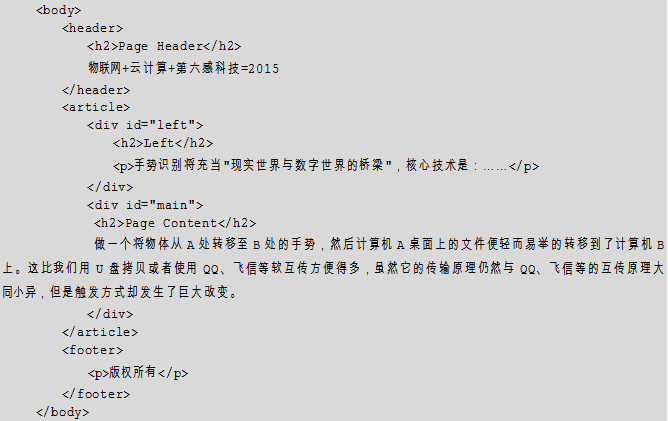 <body>
<header>
<h2>Page Header</h2>
物联网+云计算+第六感科技=2015
</header>
<article>
<div id="left">
<h2>Left</h2>
<p>手势识别将充当"现实世界与数字世界的桥梁"，核心技术是：……</p>
</div>
<div id="main">
<h2>Page Content</h2>
做一个将物体从 A 处转移至 B 处的手势，然后计算机 A 桌面上的文件便轻而易举的转移到了计算机 B
上。这比我们用 U 盘拷贝或者使用 QQ、飞信等软互传方便得多，虽然它的传输原理仍然与 QQ、飞信等的互传原理大
同小异，但是触发方式却发生了巨大改变。
</div>
</article>
<footer>
<p>版权所有</p>
</footer>
</body>